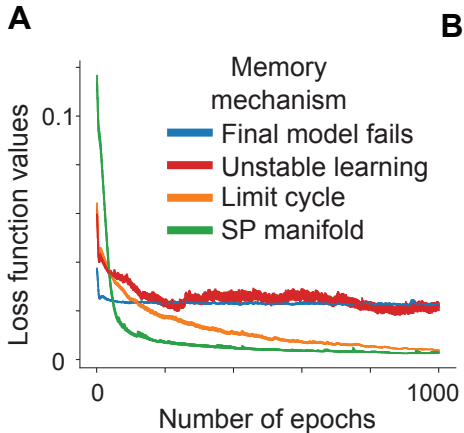 A
B
Memory
mechanism
Final model fails
Unstable learning
Limit cycle
SP manifold
Loss function values
0.1
0
0
1000
Number of epochs